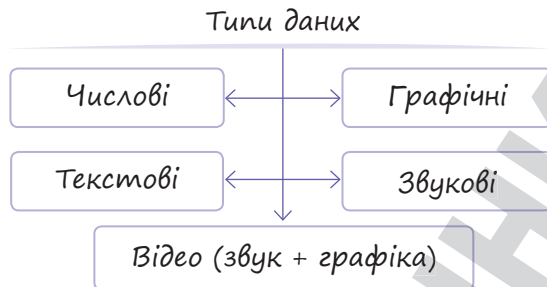 Типи даних
Числові
Графічні
Текстові
Звукові
Відео (звук + графіка)